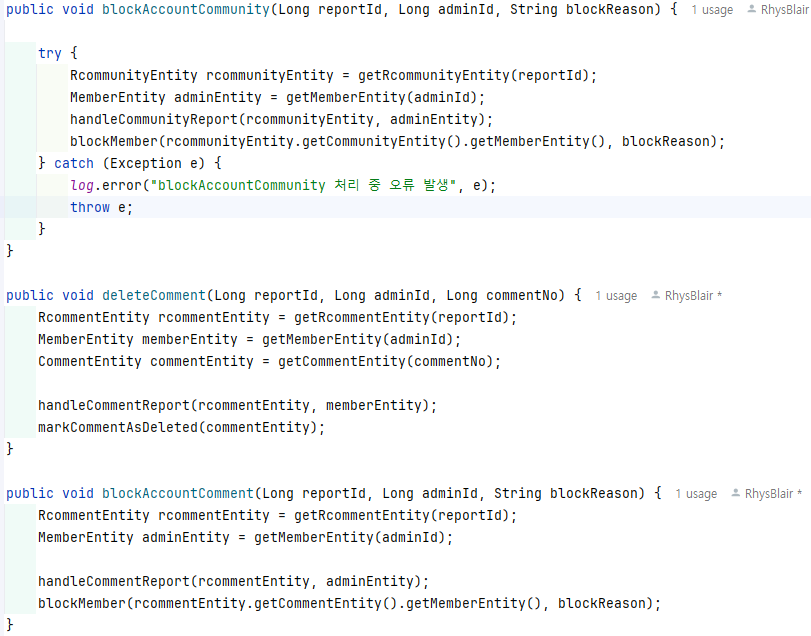 public void blockAccountCommunity(Long reportId, Long adminId, String blockReason) { 1 usage RhysBlair
try {
RcommunityEntity rcommunityEntity = getRcommunityEntity(reportId);
MemberEntity adminEntity = getMemberEntity(adminId);
handleCommunityReport(rcommunityEntity, adminEntity);
blockMember(rcommunityEntity.getCommunityEntity().getMemberEntity(), blockReason);
} catch (Exception e) {
log.error("blockAccountCommunity 처리 중 오류 발생", e);
throw e;
}
}
public void deleteComment(Long reportId, Long adminId, Long commentNo) { 1 usage RhysBlair *
RcommentEntity rcommentEntity = getRcommentEntity(reportId);
MemberEntity memberEntity = getMemberEntity(adminId);
CommentEntity commentEntity = getCommentEntity(commentNo);
handleCommentReport(rcommentEntity, memberEntity);
markCommentAsDeleted(commentEntity);
}
public void blockAccountComment(Long reportId, Long adminId, String blockReason) { 1 usage RhysBlair *
RcommentEntity rcommentEntity = getRcommentEntity(reportId);
MemberEntity adminEntity = getMemberEntity(adminId);
handleCommentReport(rcommentEntity, adminEntity);
blockMember(rcommentEntity.getCommentEntity().getMemberEntity(), blockReason);
}